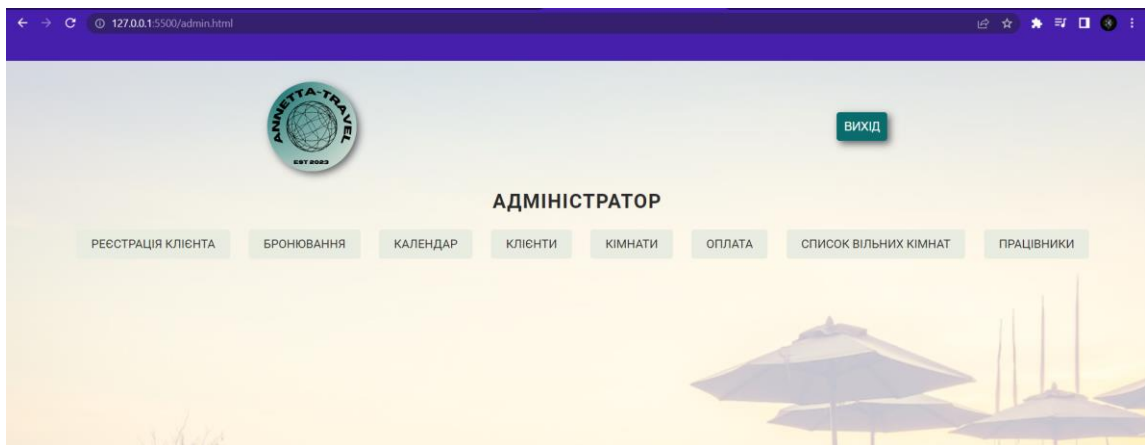 127.0.0.1:5500/admin.html
ANNETTA-TRAVEL
EST 2023
ВИХІД
АДМІНІСТРАТОР
РЕЄСТРАЦІЯ КЛІЄНТА БРОНЮВАННЯ КАЛЕНДАР КЛІЄНТИ КІМНАТИ ОПЛАТА СПИСОК ВІЛЬНИХ КІМНАТ ПРАЦІВНИКИ